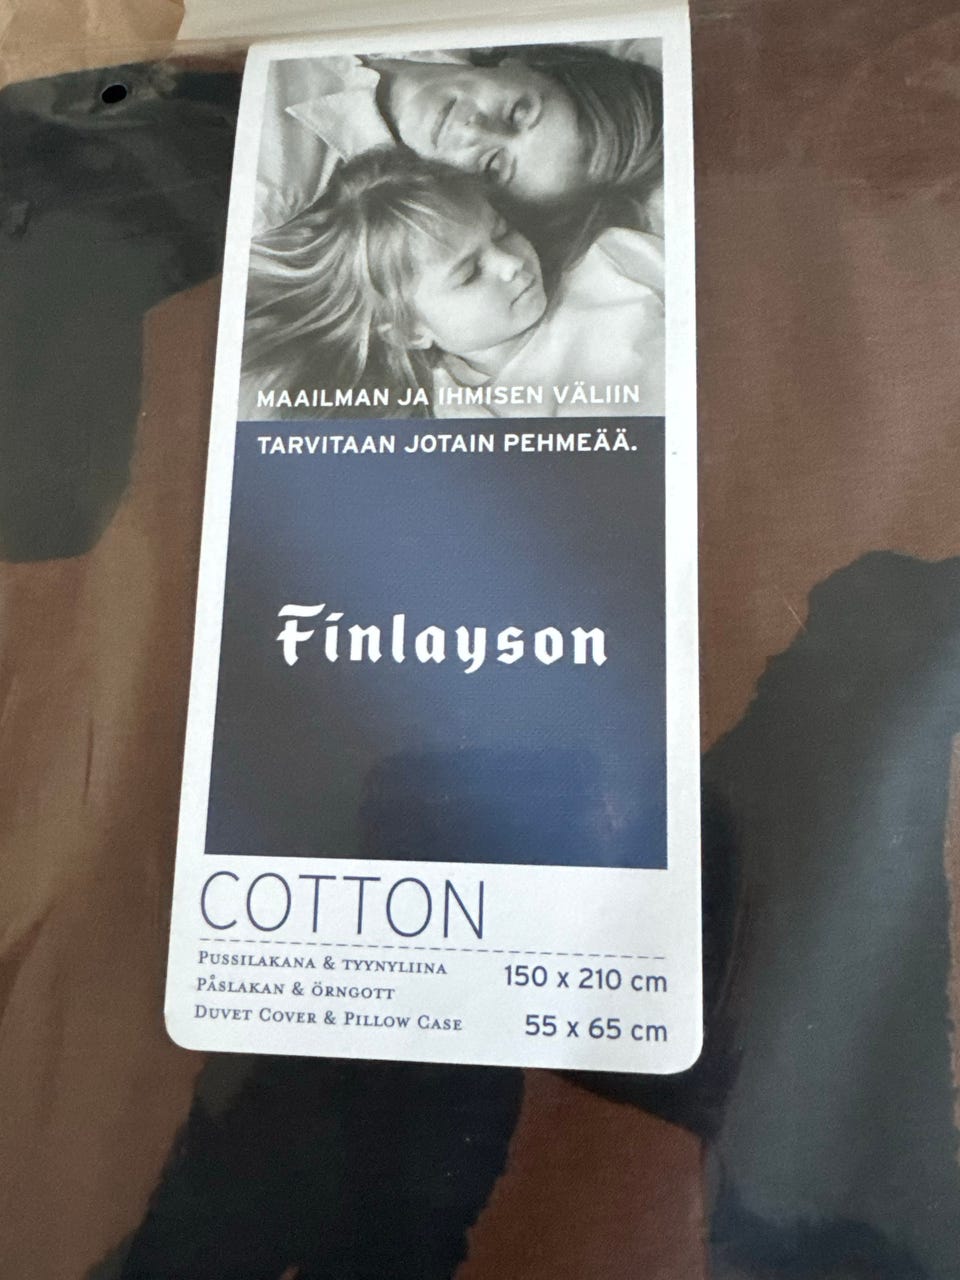 MAAILMAN JA IHMISEN VÄLIIN
TARVITAAN JOTAIN PEHMEÄÄ.
Finlayson
COTTON
PUSSILAKANA & TYYNYLIINA
PÅSLAKAN & ÖRNGOTT
DUVET COVER & PILLOW CASE
150 x 210 cm
55 x 65 cm